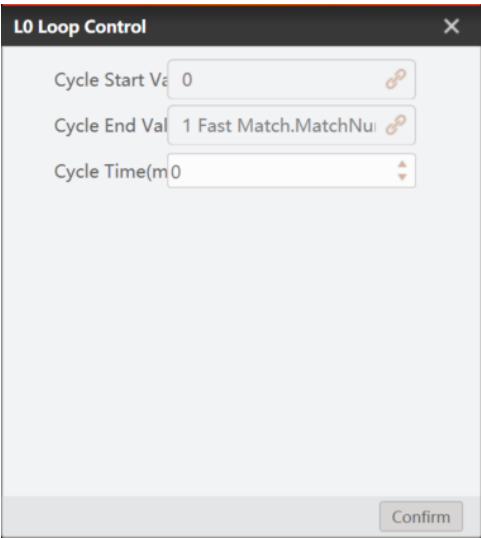 L0 Loop Control
Cycle Start Va 0
Cycle End Val 1 Fast Match.MatchNu
Cycle Time(m 0
Confirm